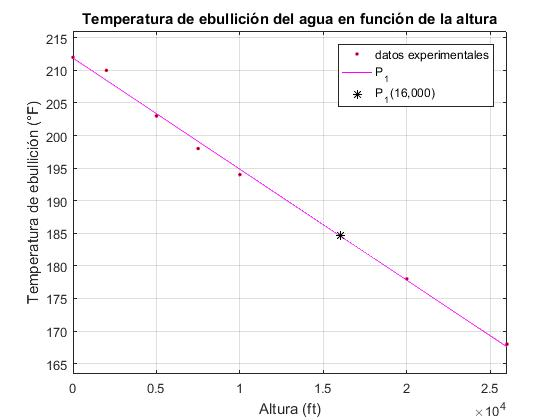 Temperatura de ebullición del agua en función de la altura
datos experimentales
P1
P1(16,000)
Temperatura de ebullición (°F)
215
210
205
200
195
190
185
180
175
170
165
0 0.5 1 1.5 2 2.5
Altura (ft)
×10^4